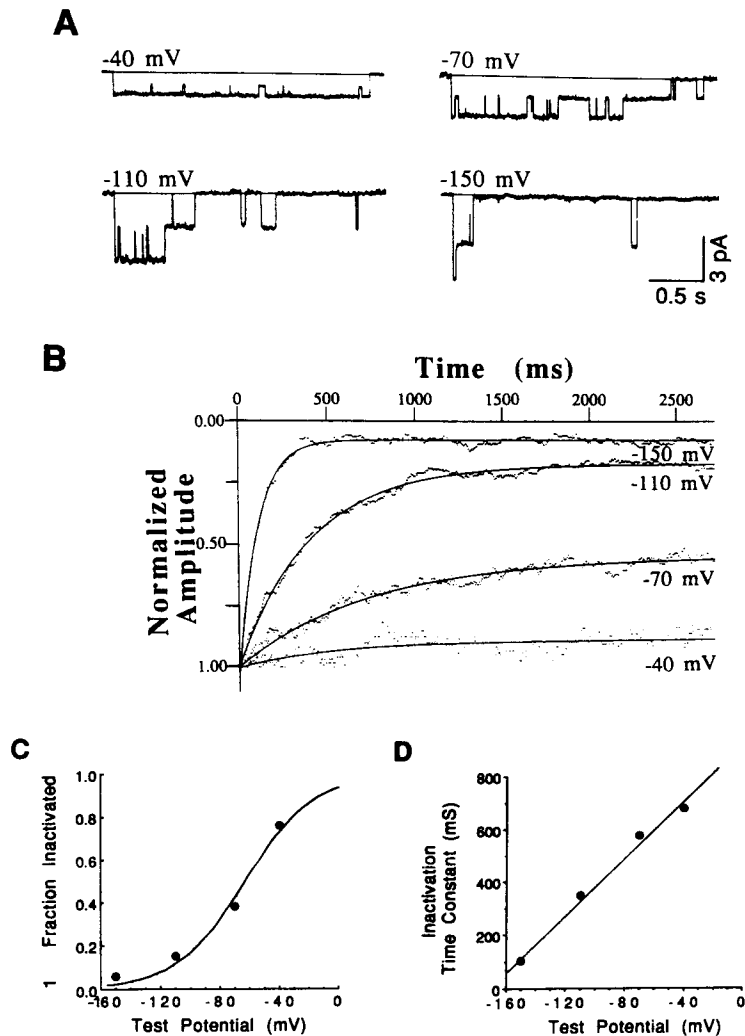 A
-40 mV
-70 mV
-110 mV
-150 mV
3 pA
0.5 s
B
Time (ms)
0 500 1000 1500 2000 2500
0.00
0.50
1.00
Normalized
Amplitude
-150 mV
-110 mV
-70 mV
-40 mV
C
1 Fraction Inactivated
1.0
0.8
0.6
0.4
0.2
0.0
-160 -120 -80 -40 0
Test Potential (mV)
D
Inactivation
Time Constant (mS)
800
600
400
200
0
-160 -120 -80 -40 0
Test Potential (mV)